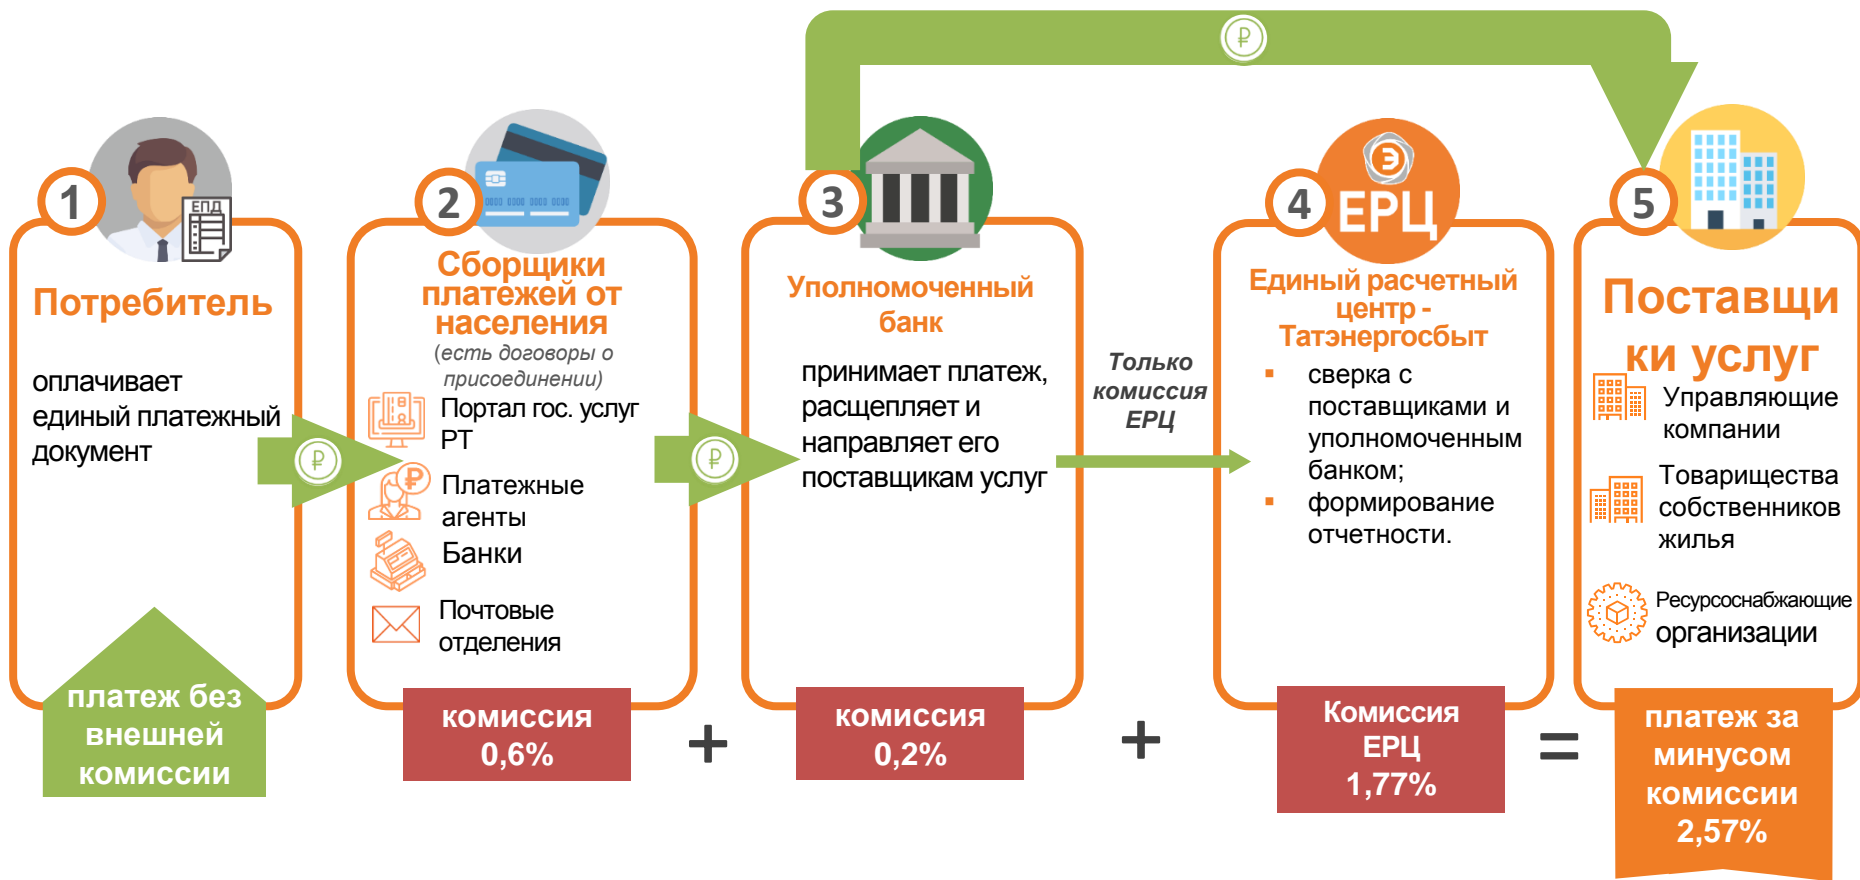 1
ЕПД
Потребитель
оплачивает
единый платежный
документ
₽
платеж без
внешней
комиссии
2
0000 0000 0000 0000
Сборщики
платежей от
населения
(есть договоры о
присоединении)
Портал гос. услуг
РТ
₽
Платежные
агенты
Банки
Почтовые
отделения
комиссия
0,6%
₽
+
3
Уполномоченный
банк
принимает платеж,
расщепляет и
направляет его
поставщикам услуг
комиссия
0,2%
₽
Только
комиссия
ЕРЦ
+
4
Э
ЕРЦ
Единый расчетный
центр -
Татэнергосбыт
▪ сверка с
поставщиками и
уполномоченным
банком;
▪ формирование
отчетности.
Комиссия
ЕРЦ
1,77%
=
5
Поставщи
ки услуг
Управляющие
компании
Товарищества
собственников
жилья
Ресурсоснабжающие
организации
платеж за
минусом
комиссии
2,57%